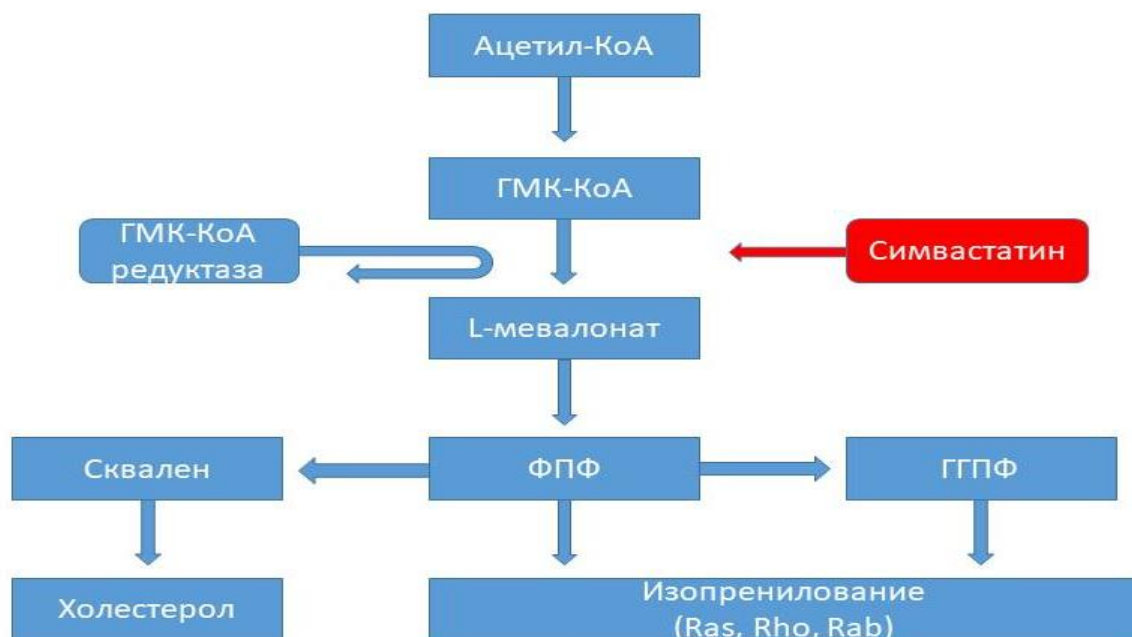 Ацетил-КоА
ГМК-КоА
ГМК-КоА
редуктаза
Симвастатин
L-мевалонат
Сквален
ФПФ
ГГПФ
Холестерол
Изопренилование
(Ras, Rho, Rab)